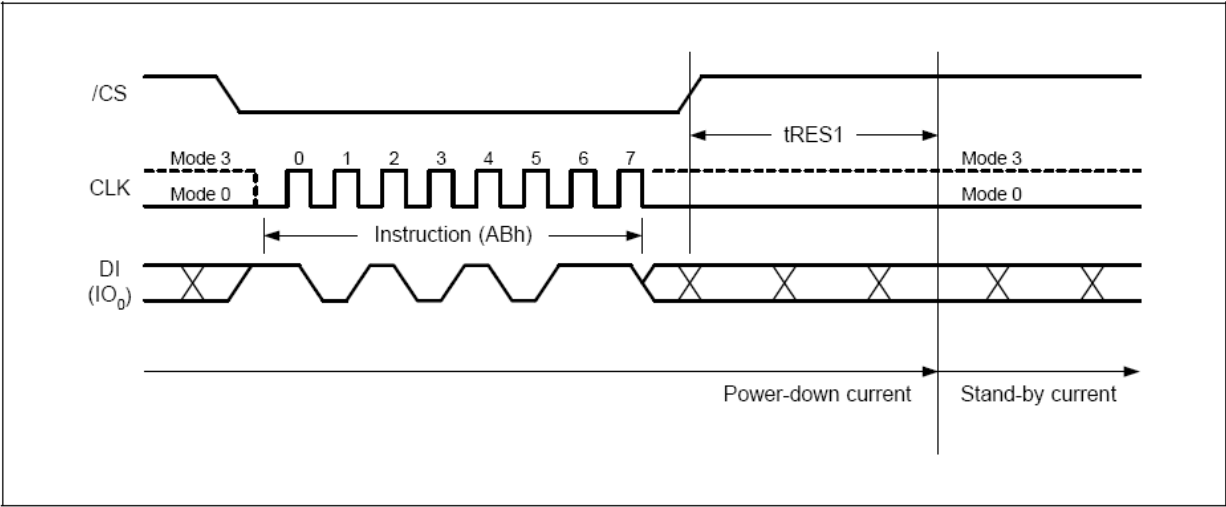 /CS
tRES1
Mode 3 0 1 2 3 4 5 6 7 Mode 3
CLK
Mode 0 Mode 0
Instruction (ABh)
DI
(IO0)
Power-down current Stand-by current